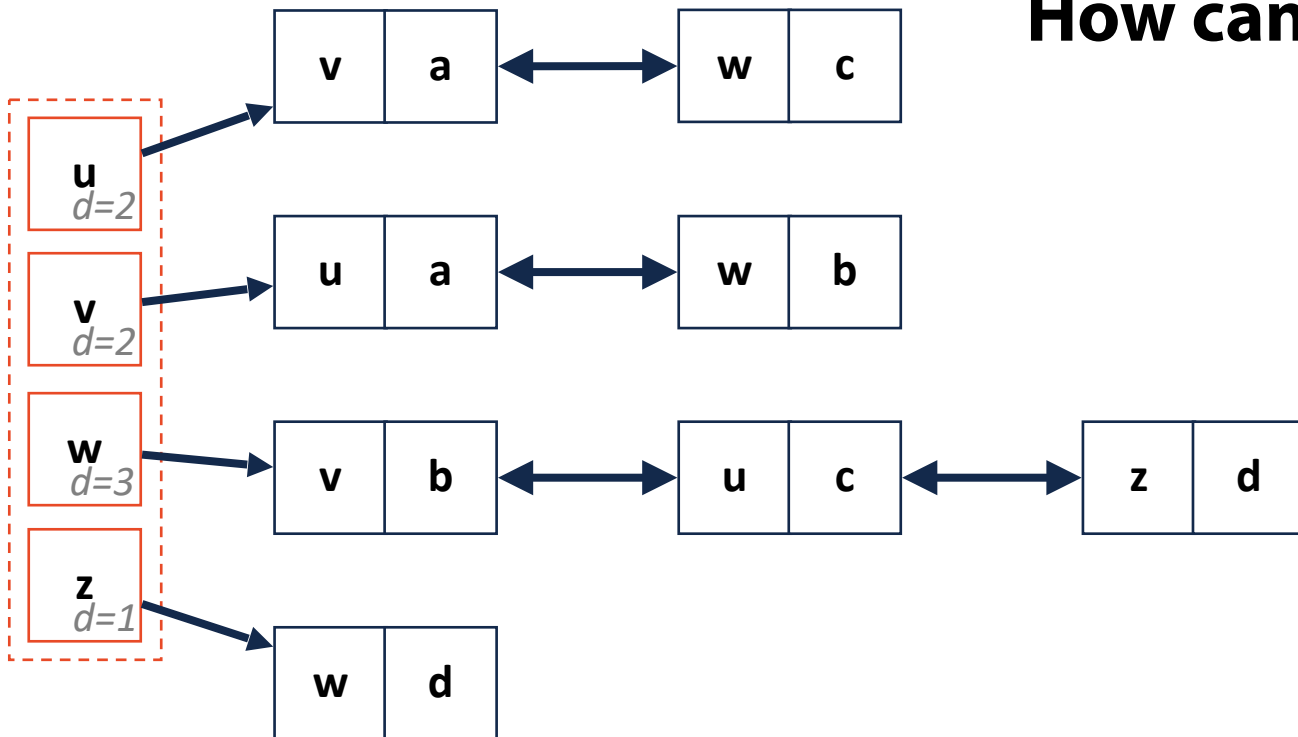 How can
v a w c
u
d=2
u a w b
v
d=2
v b u c z d
w
d=3
z
d=1
w d